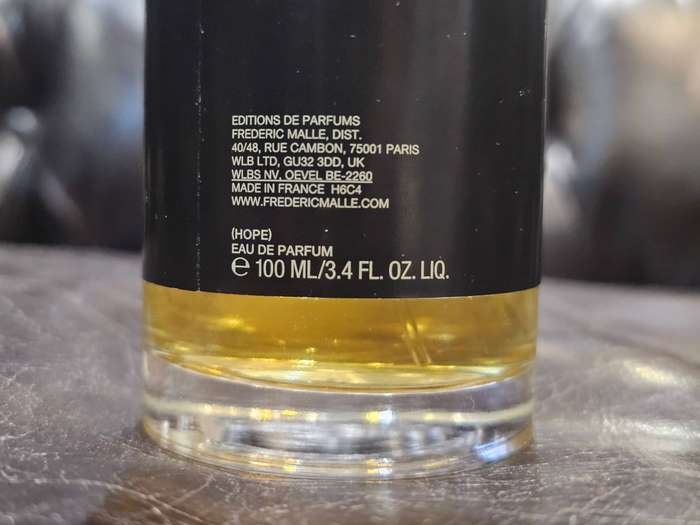 EDITIONS DE PARFUMS
FREDERIC MALLE, DIST.
40/48, RUE CAMBON, 75001 PARIS
WLB LTD, GU32 3DD, UK
WLBS NV, OEVEL BE-2260
MADE IN FRANCE H6C4
WWW.FREDERICMALLE.COM
(HOPE)
EAU DE PARFUM
℮ 100 ML/3.4 FL. OZ. LIQ.